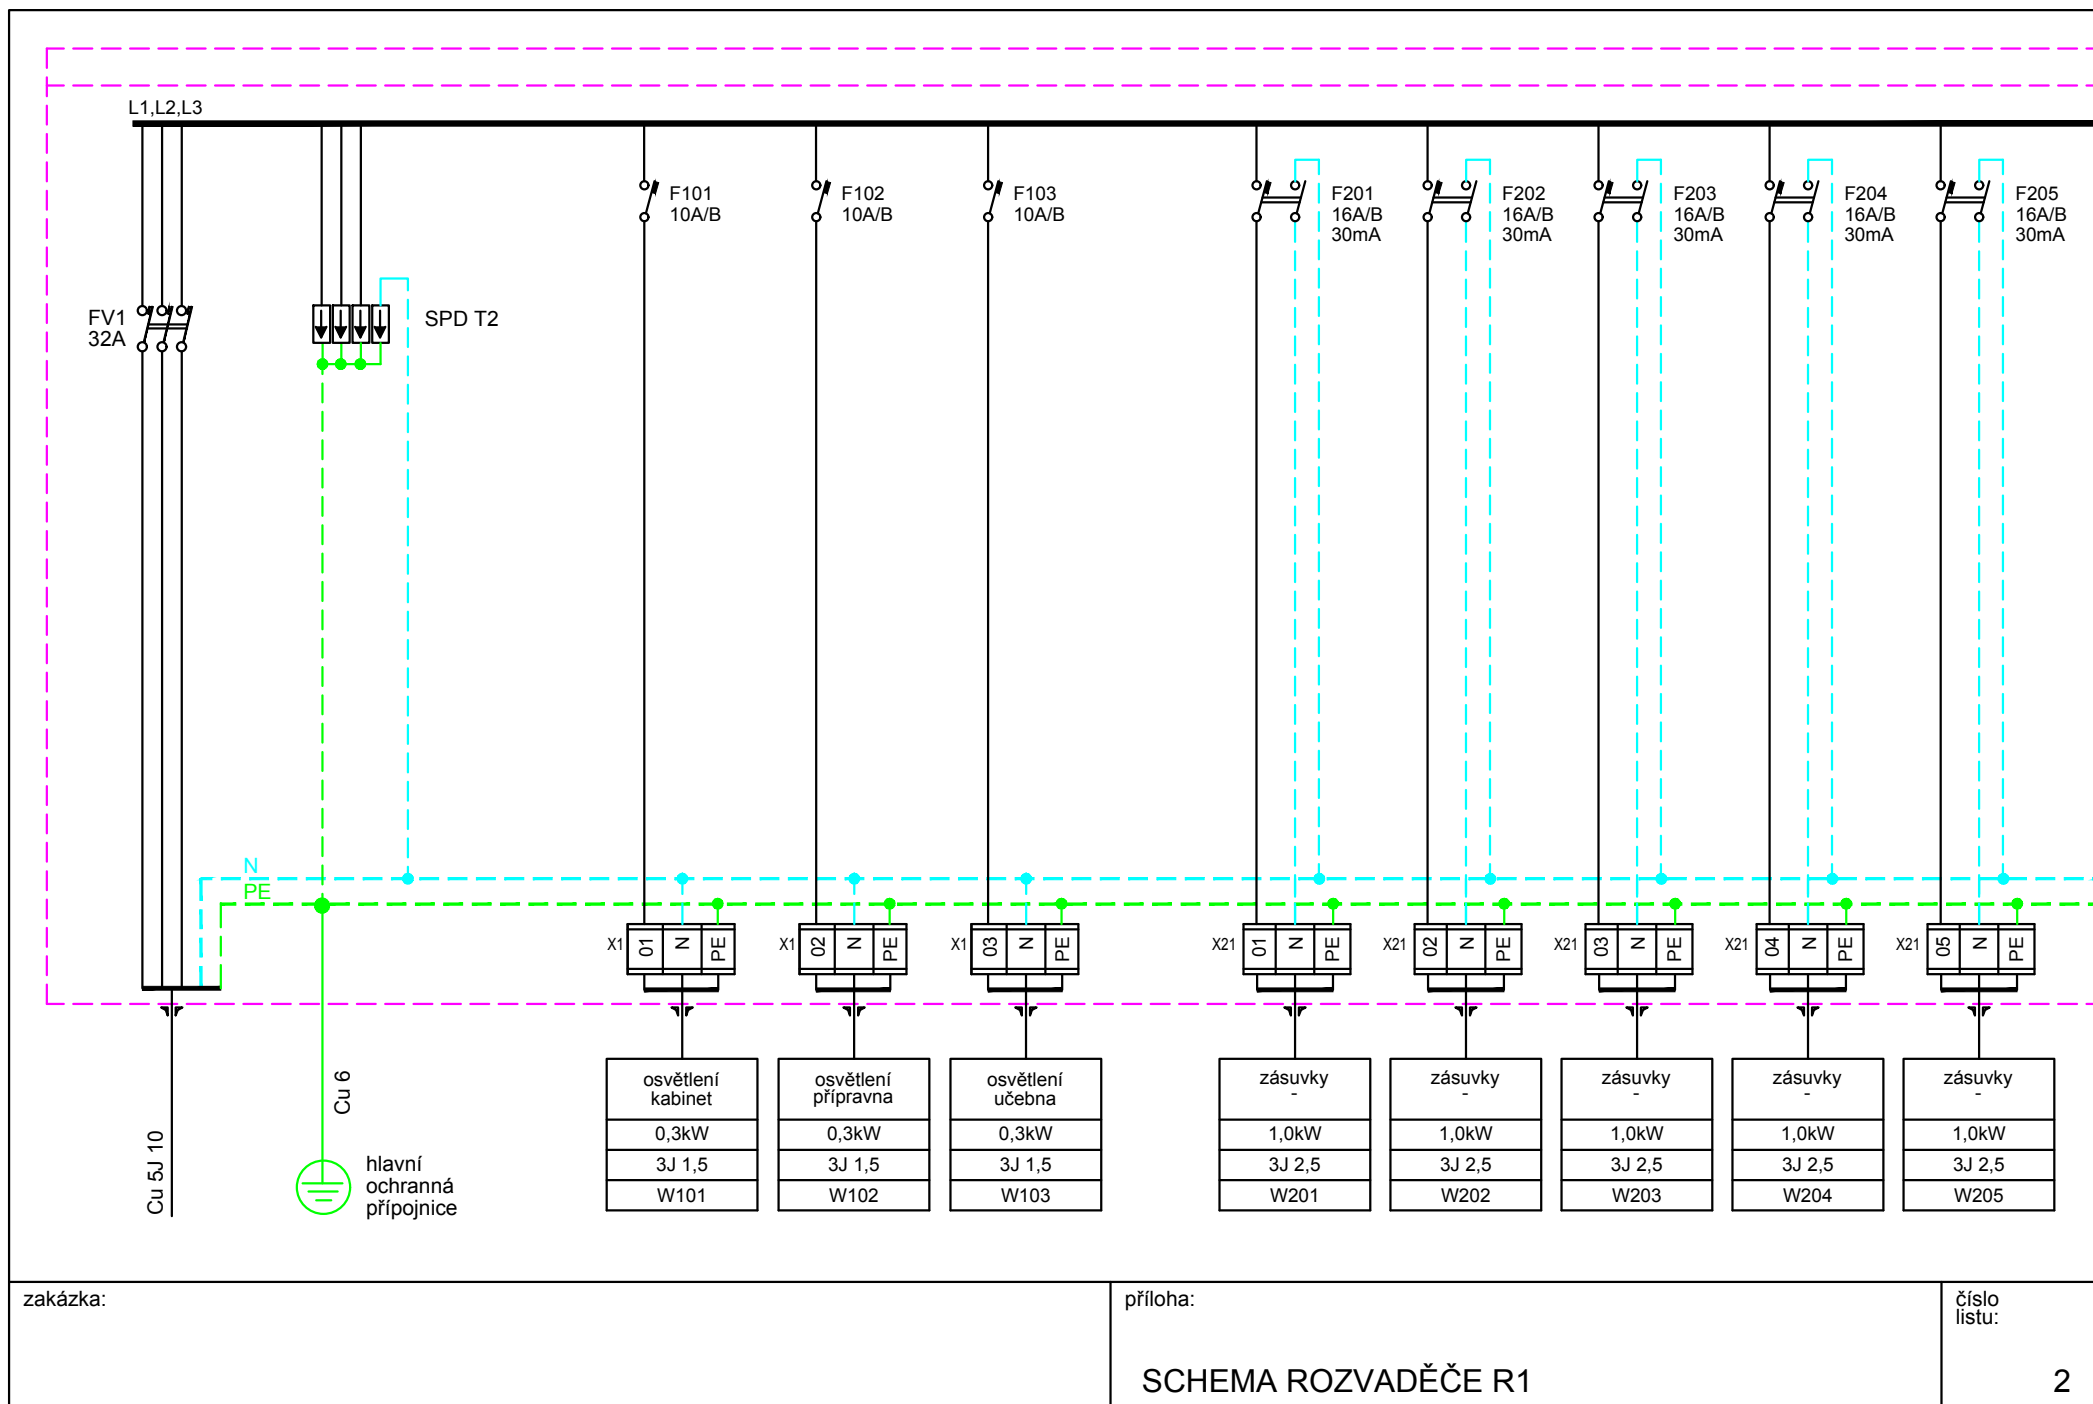 L1,L2,L3
FV1
32A
SPD T2
F101
10A/B
F102
10A/B
F103
10A/B
F201
16A/B
30mA
F202
16A/B
30mA
F203
16A/B
30mA
F204
16A/B
30mA
F205
16A/B
30mA
N
PE
X1 01 N PE
X1 02 N PE
X1 03 N PE
X21 01 N PE
X21 02 N PE
X21 03 N PE
X21 04 N PE
X21 05 N PE
Cu 5J 10
Cu 6
hlavní
ochranná
přípojnice
osvětlení
kabinet
0,3kW
3J 1,5
W101
osvětlení
přípravna
0,3kW
3J 1,5
W102
osvětlení
učebna
0,3kW
3J 1,5
W103
zásuvky
-
1,0kW
3J 2,5
W201
zásuvky
-
1,0kW
3J 2,5
W202
zásuvky
-
1,0kW
3J 2,5
W203
zásuvky
-
1,0kW
3J 2,5
W204
zásuvky
-
1,0kW
3J 2,5
W205
zakázka:
příloha:
SCHEMA ROZVADĚČE R1
číslo
listu:
2